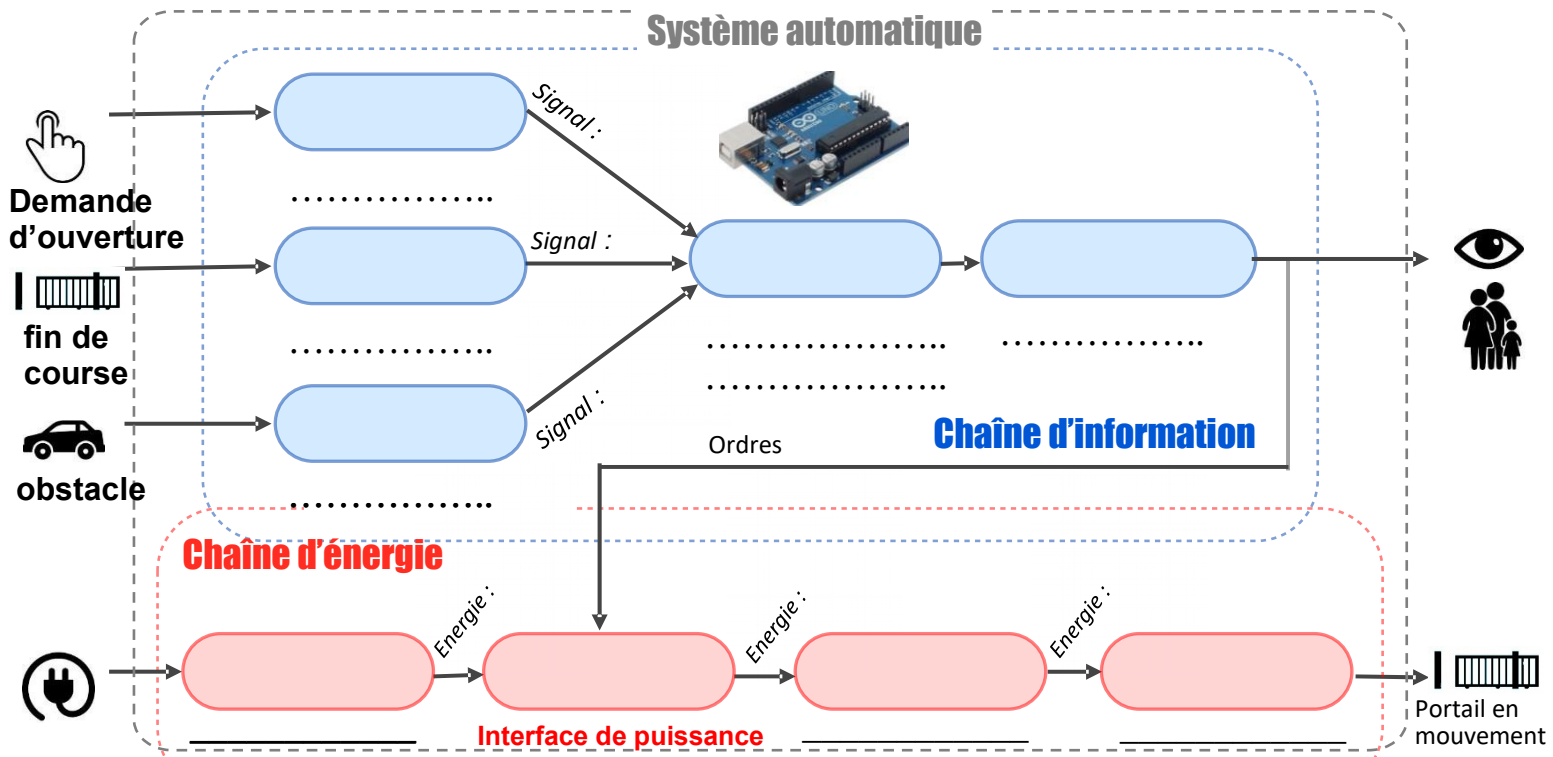 Système automatique
Signal :
Demande
d’ouverture
.................
Signal :
fin de
course
.................
....................
....................
.................
Signal :
obstacle
.................
Ordres
Chaîne d’information
Chaîne d’énergie
Energie :
Energie :
Energie :
Interface de puissance
Portail en
mouvement